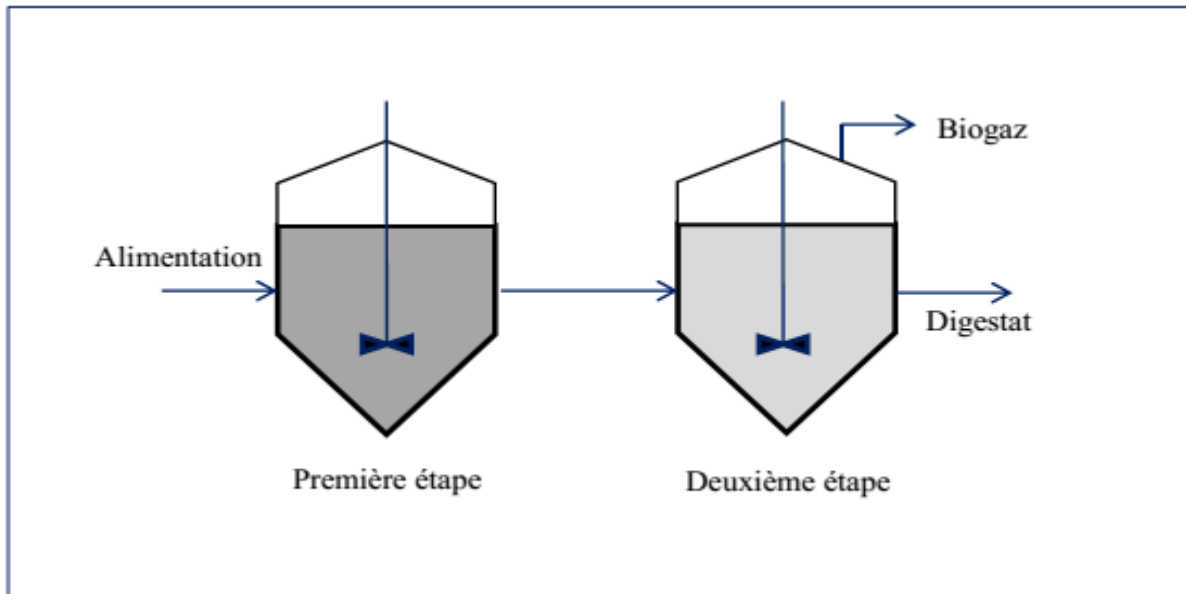 Biogaz
Alimentation
Digestat
Première étape
Deuxième étape